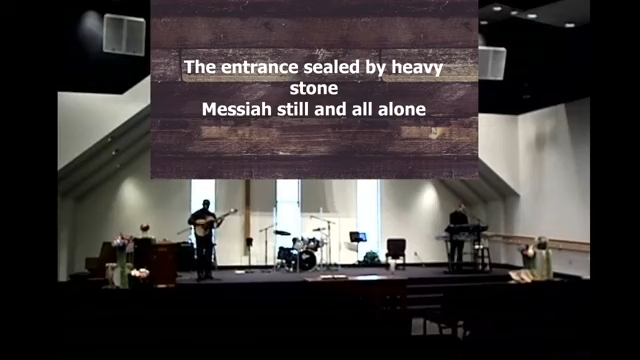 The entrance sealed by heavy
stone
Messiah still and all alone